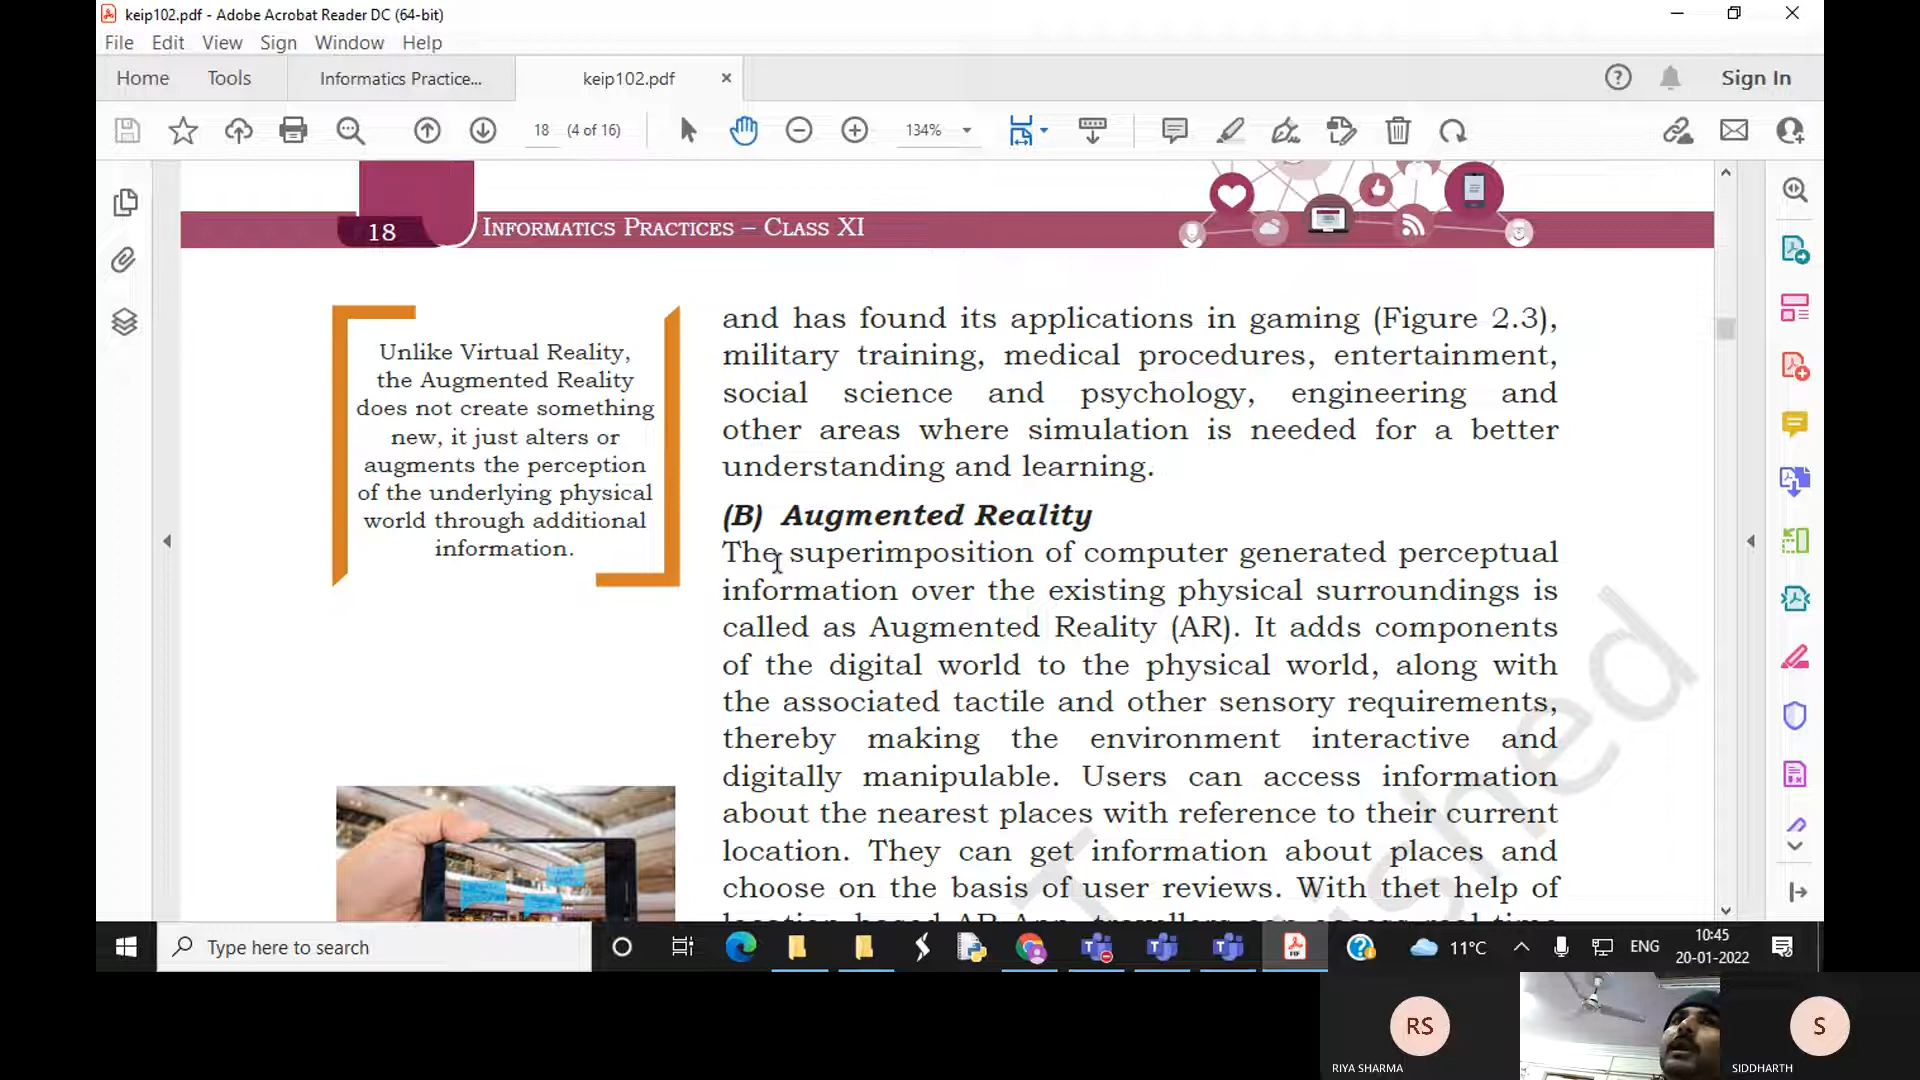 keip102.pdf - Adobe Acrobat Reader DC (64-bit)
File Edit View Sign Window Help
Home Tools Informatics Practice... keip102.pdf × Sign In
18 (4 of 16) 134%
18 INFORMATICS PRACTICES – CLASS XI
Unlike Virtual Reality,
the Augmented Reality
does not create something
new, it just alters or
augments the perception
of the underlying physical
world through additional
information.
and has found its applications in gaming (Figure 2.3),
military training, medical procedures, entertainment,
social science and psychology, engineering and
other areas where simulation is needed for a better
understanding and learning.
(B) Augmented Reality
The superimposition of computer generated perceptual
information over the existing physical surroundings is
called as Augmented Reality (AR). It adds components
of the digital world to the physical world, along with
the associated tactile and other sensory requirements,
thereby making the environment interactive and
digitally manipulable. Users can access information
about the nearest places with reference to their current
location. They can get information about places and
choose on the basis of user reviews. With thet help of
location-based AR App, travellers can access real-time
Type here to search
11°C ENG
10:45
20-01-2022
RS S
RIYA SHARMA SIDDHARTH